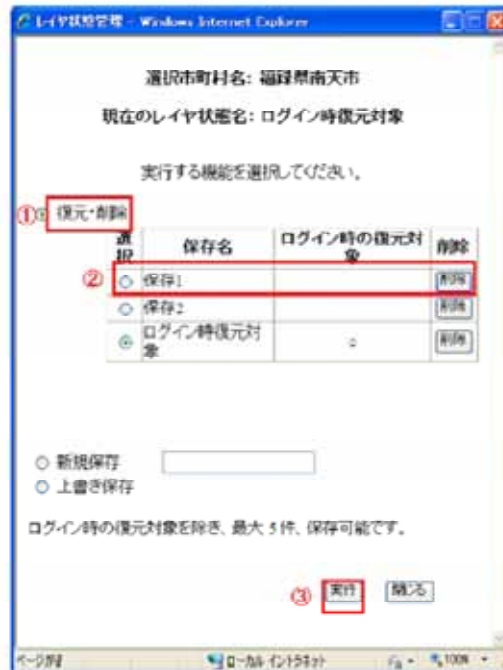 レイヤ状態管理 - Windows Internet Explorer
選択市町村名: 福緑県南天市
現在のレイヤ状態名: ログイン時復元対象
実行する機能を選択してください。
① 復元・削除
選択 保存名 ログイン時の復元対象 削除
② 保存1 削除
保存2 削除
ログイン時復元対象 ○ 削除
新規保存
上書き保存
ログイン時の復元対象を除き、最大 5件、保存可能です。
③ 実行 閉じる
ページが表 ローカル イントラネット 100%